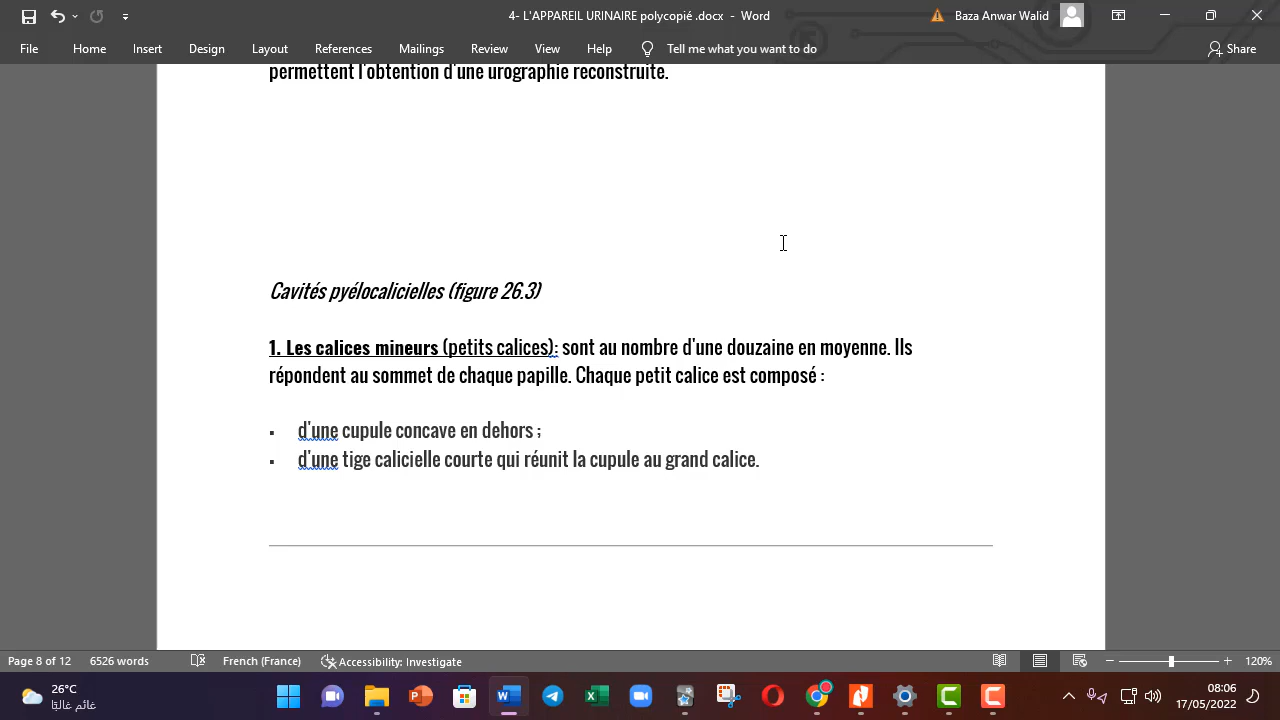 4- L'APPAREIL URINAIRE polycopié .docx - Word
Baza Anwar Walid
File Home Insert Design Layout References Mailings Review View Help Tell me what you want to do Share
permettent l'obtention d'une urographie reconstruite.
Cavités pyélocalicielles (figure 26.3)
1. Les calices mineurs (petits calices): sont au nombre d'une douzaine en moyenne. Ils
répondent au sommet de chaque papille. Chaque petit calice est composé :
▪ d'une cupule concave en dehors ;
▪ d'une tige calicielle courte qui réunit la cupule au grand calice.
Page 8 of 12 6526 words French (France) Accessibility: Investigate 120%
26°C
غائم غالبًا
08:06
17/05/2022